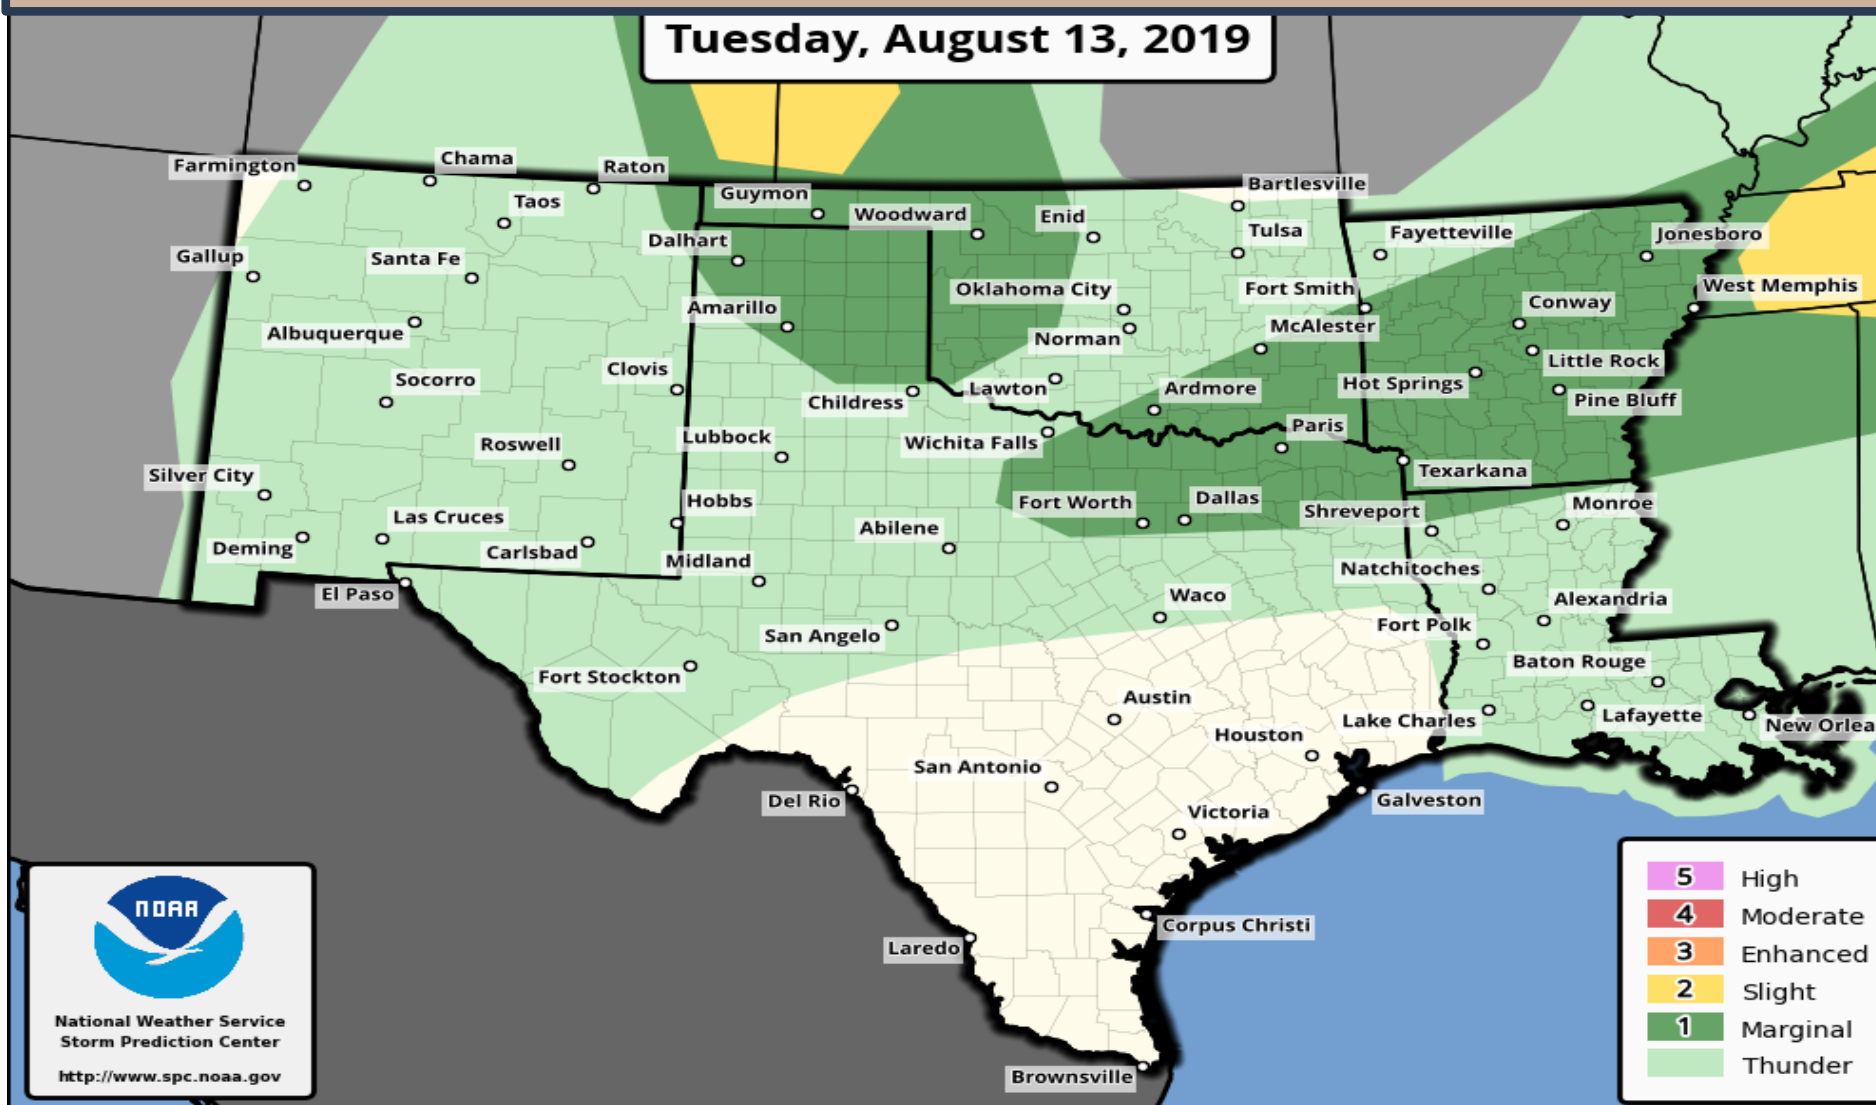 Tuesday, August 13, 2019
Farmington
Chama
Raton
Taos
Guymon
Woodward
Enid
Bartlesville
Tulsa
Fayetteville
Jonesboro
Gallup
Santa Fe
Dalhart
Albuquerque
Amarillo
Oklahoma City
Norman
Fort Smith
McAlester
Conway
West Memphis
Little Rock
Socorro
Clovis
Childress
Lawton
Ardmore
Hot Springs
Pine Bluff
Roswell
Lubbock
Wichita Falls
Paris
Texarkana
Silver City
Hobbs
Fort Worth
Dallas
Shreveport
Monroe
Deming
Las Cruces
Carlsbad
Midland
Abilene
Natchitoches
El Paso
San Angelo
Waco
Fort Polk
Alexandria
Fort Stockton
Baton Rouge
Austin
Houston
Lake Charles
Lafayette
New Orlea
San Antonio
Del Rio
Victoria
Galveston
Laredo
Corpus Christi
Brownsville
NOAA
National Weather Service
Storm Prediction Center
http://www.spc.noaa.gov
5 High
4 Moderate
3 Enhanced
2 Slight
1 Marginal
Thunder